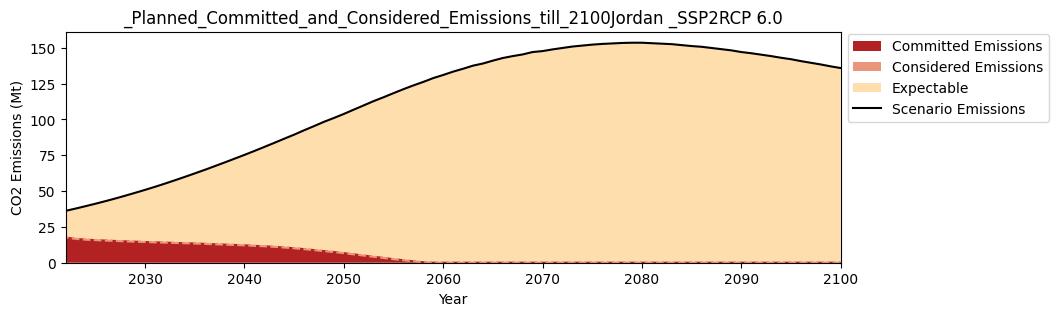 _Planned_Committed_and_Considered_Emissions_till_2100Jordan _SSP2RCP 6.0
150
125
100
75
50
25
0
CO2 Emissions (Mt)
2030 2040 2050 2060 2070 2080 2090 2100
Year
Committed Emissions
Considered Emissions
Expectable
Scenario Emissions